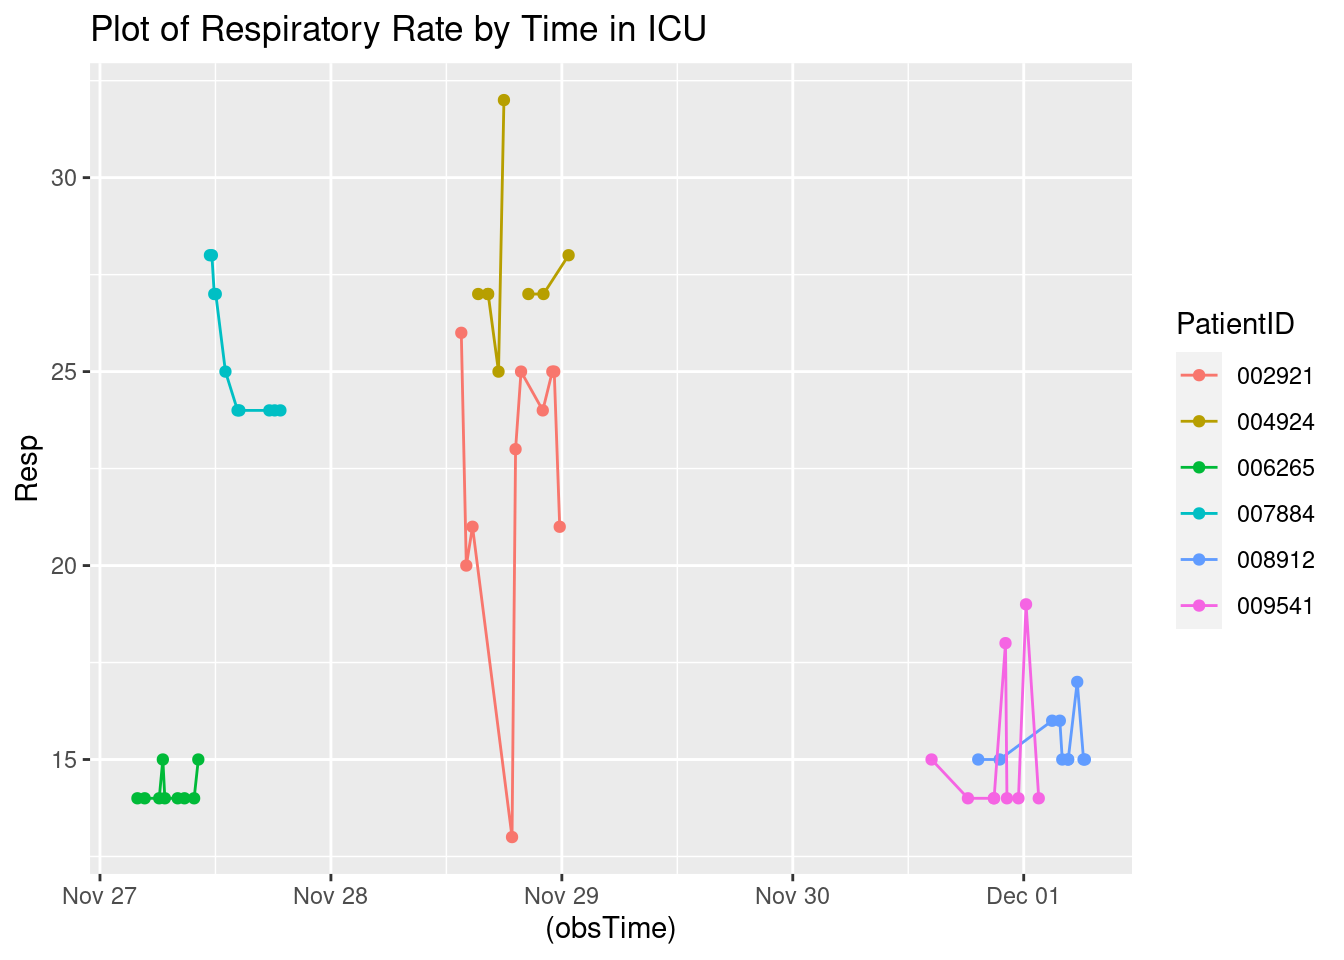 Plot of Respiratory Rate by Time in ICU
30
25
20
15
Resp
Nov 27
Nov 28
Nov 29
Nov 30
Dec 01
(obsTime)
PatientID
002921
004924
006265
007884
008912
009541